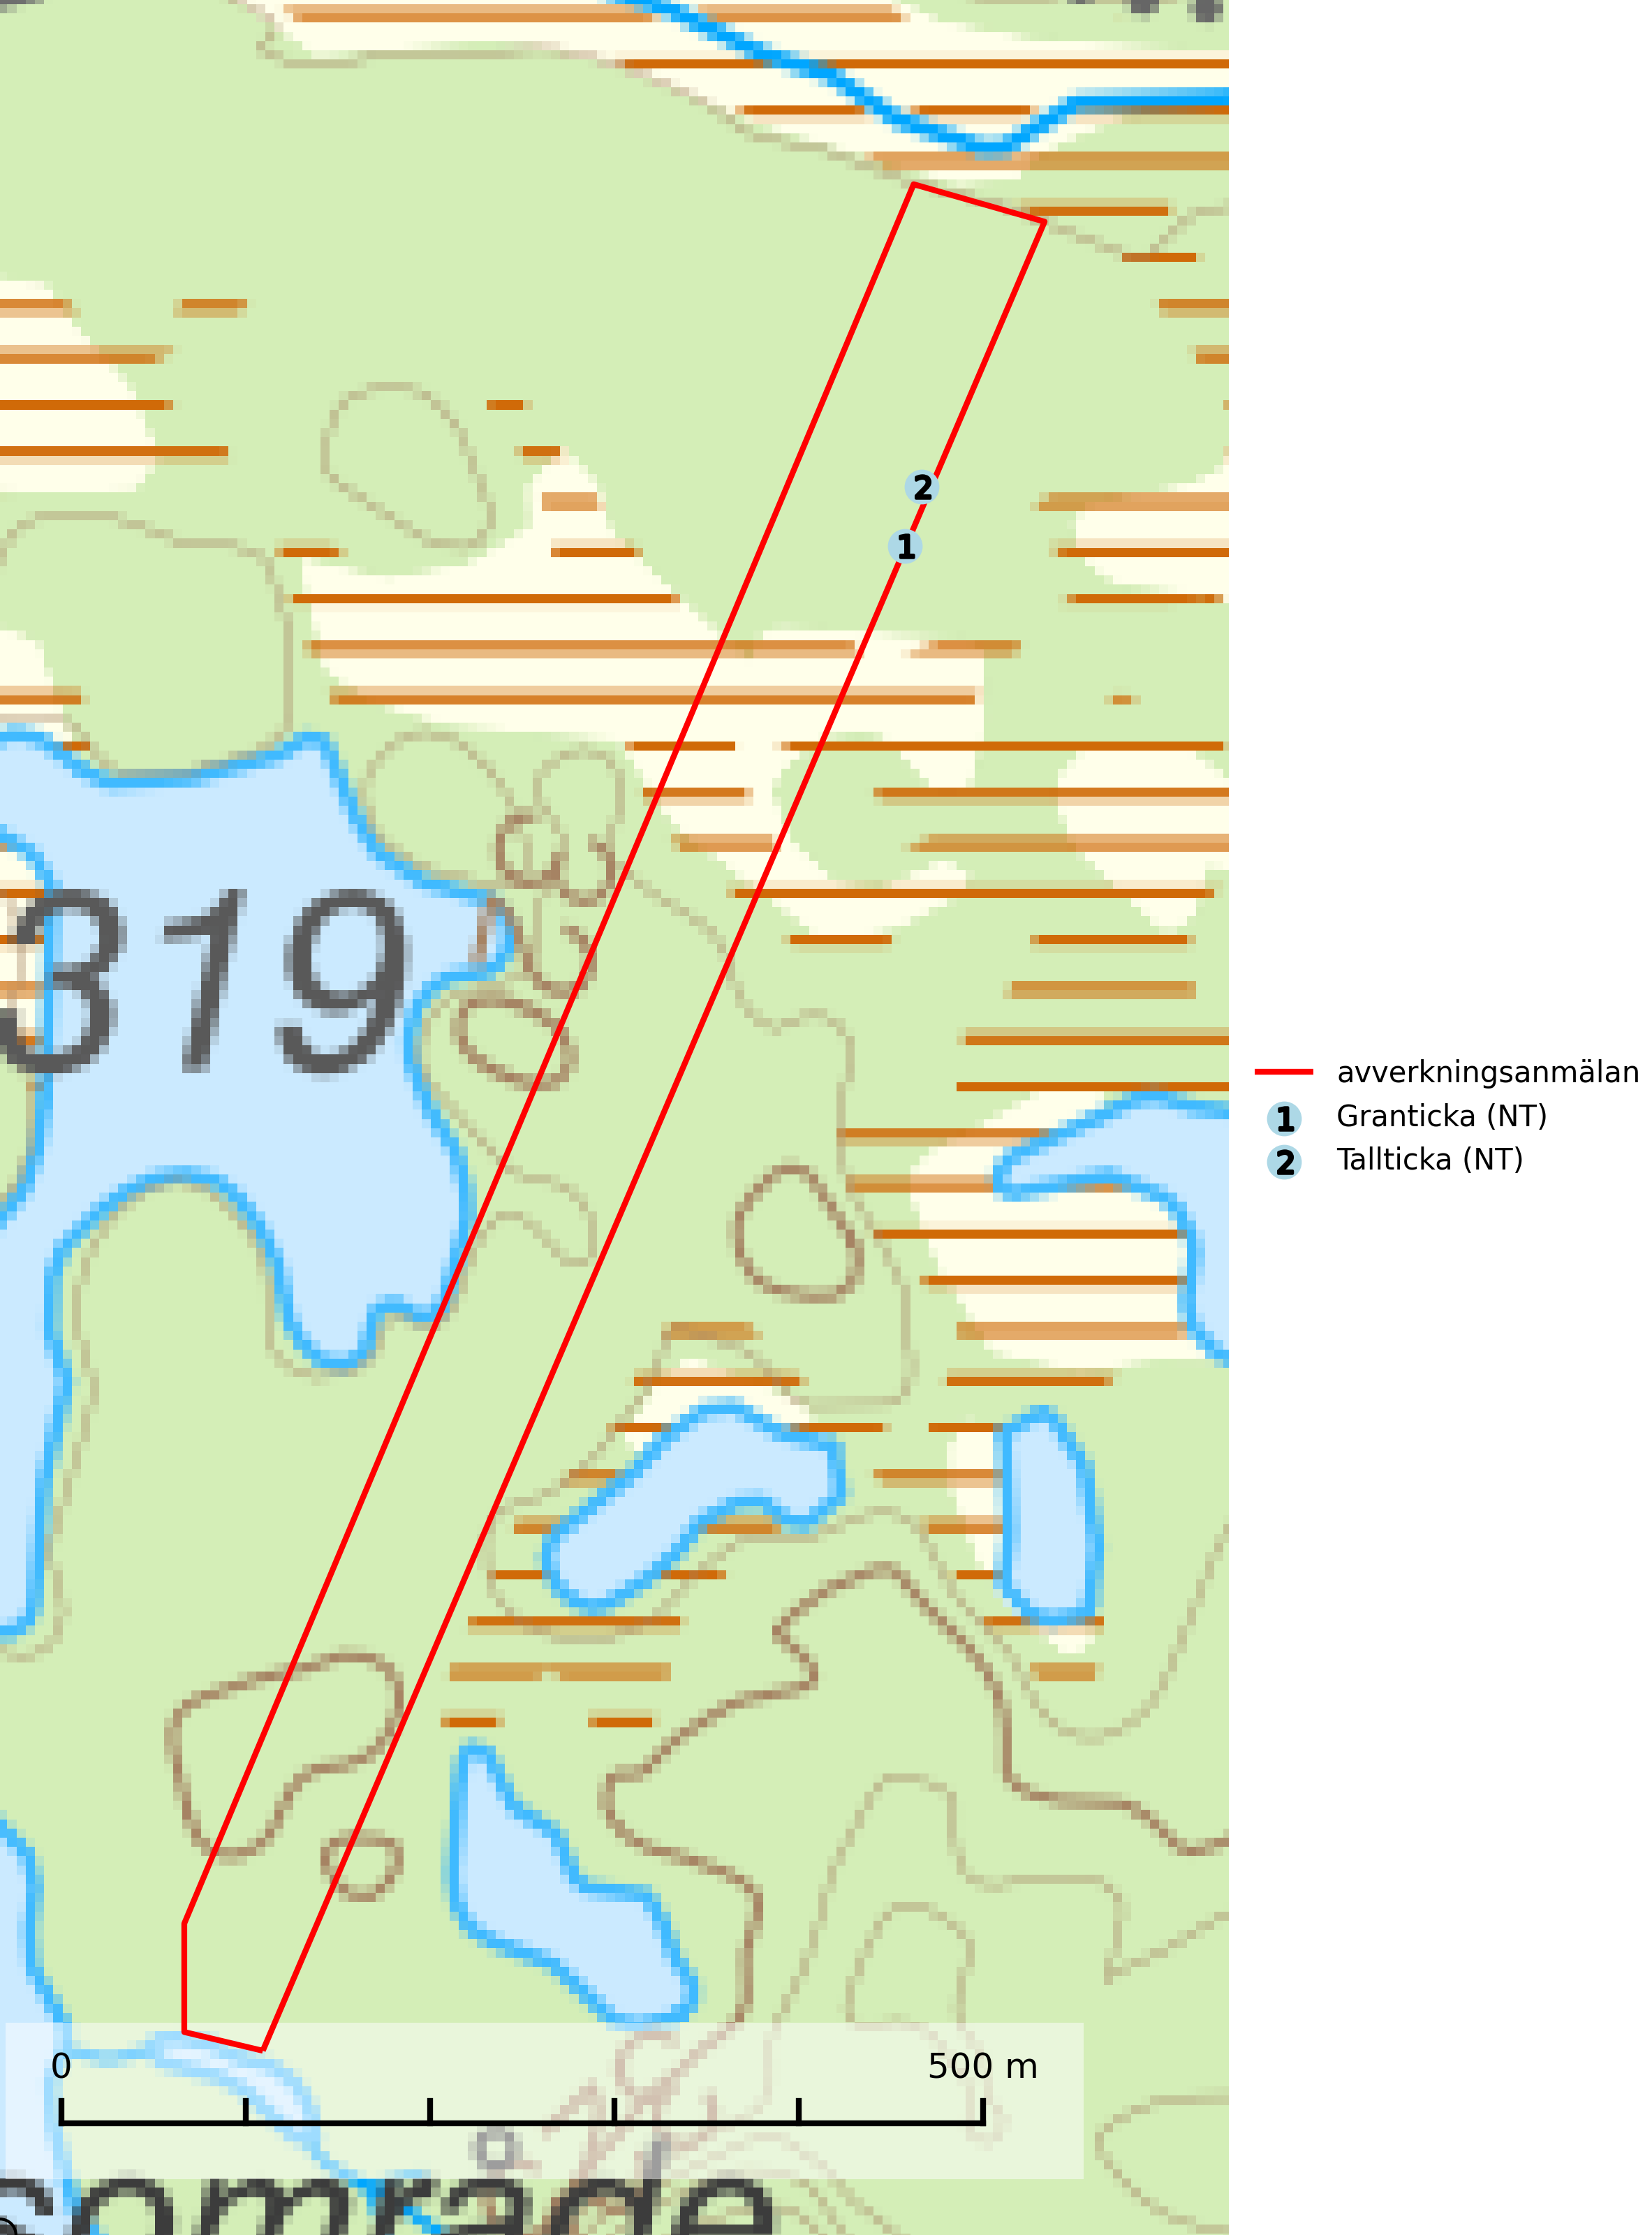 2
1
319
avverkningsanmälan
1 Granticka (NT)
2 Tallticka (NT)
0 500 m
område